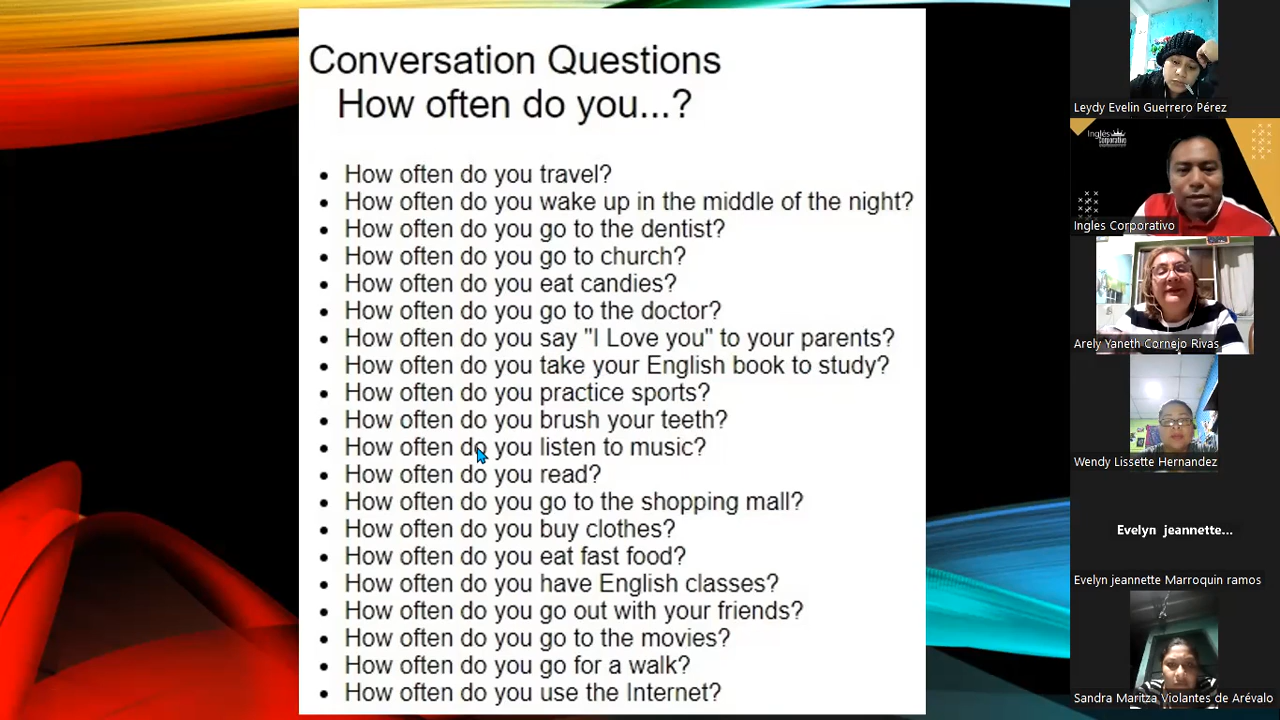 Conversation Questions
How often do you...?
• How often do you travel?
• How often do you wake up in the middle of the night?
• How often do you go to the dentist?
• How often do you go to church?
• How often do you eat candies?
• How often do you go to the doctor?
• How often do you say "I Love you" to your parents?
• How often do you take your English book to study?
• How often do you practice sports?
• How often do you brush your teeth?
• How often do you listen to music?
• How often do you read?
• How often do you go to the shopping mall?
• How often do you buy clothes?
• How often do you eat fast food?
• How often do you have English classes?
• How often do you go out with your friends?
• How often do you go to the movies?
• How often do you go for a walk?
• How often do you use the Internet?
Leydy Evelin Guerrero Pérez
Inglés
Corporativo
Ingles Corporativo
Arely Yaneth Cornejo Rivas
Wendy Lissette Hernandez
Evelyn jeannette...
Evelyn jeannette Marroquin ramos
Sandra Maritza Violantes de Arévalo